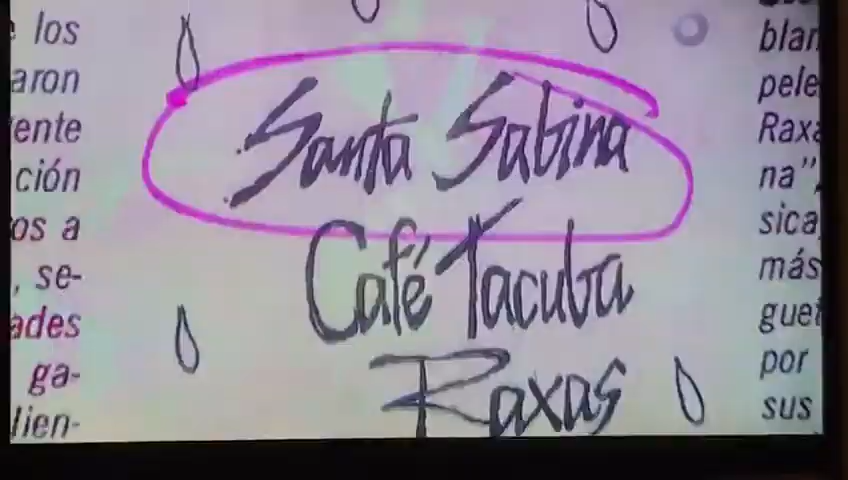 los
aron
ente
ción
os a
, se-
ades
ga-
lien-
Santa Sabina
Café Tacuba
Raxas
blan
pele
Raxa
na",
sica,
más
gue
por
sus